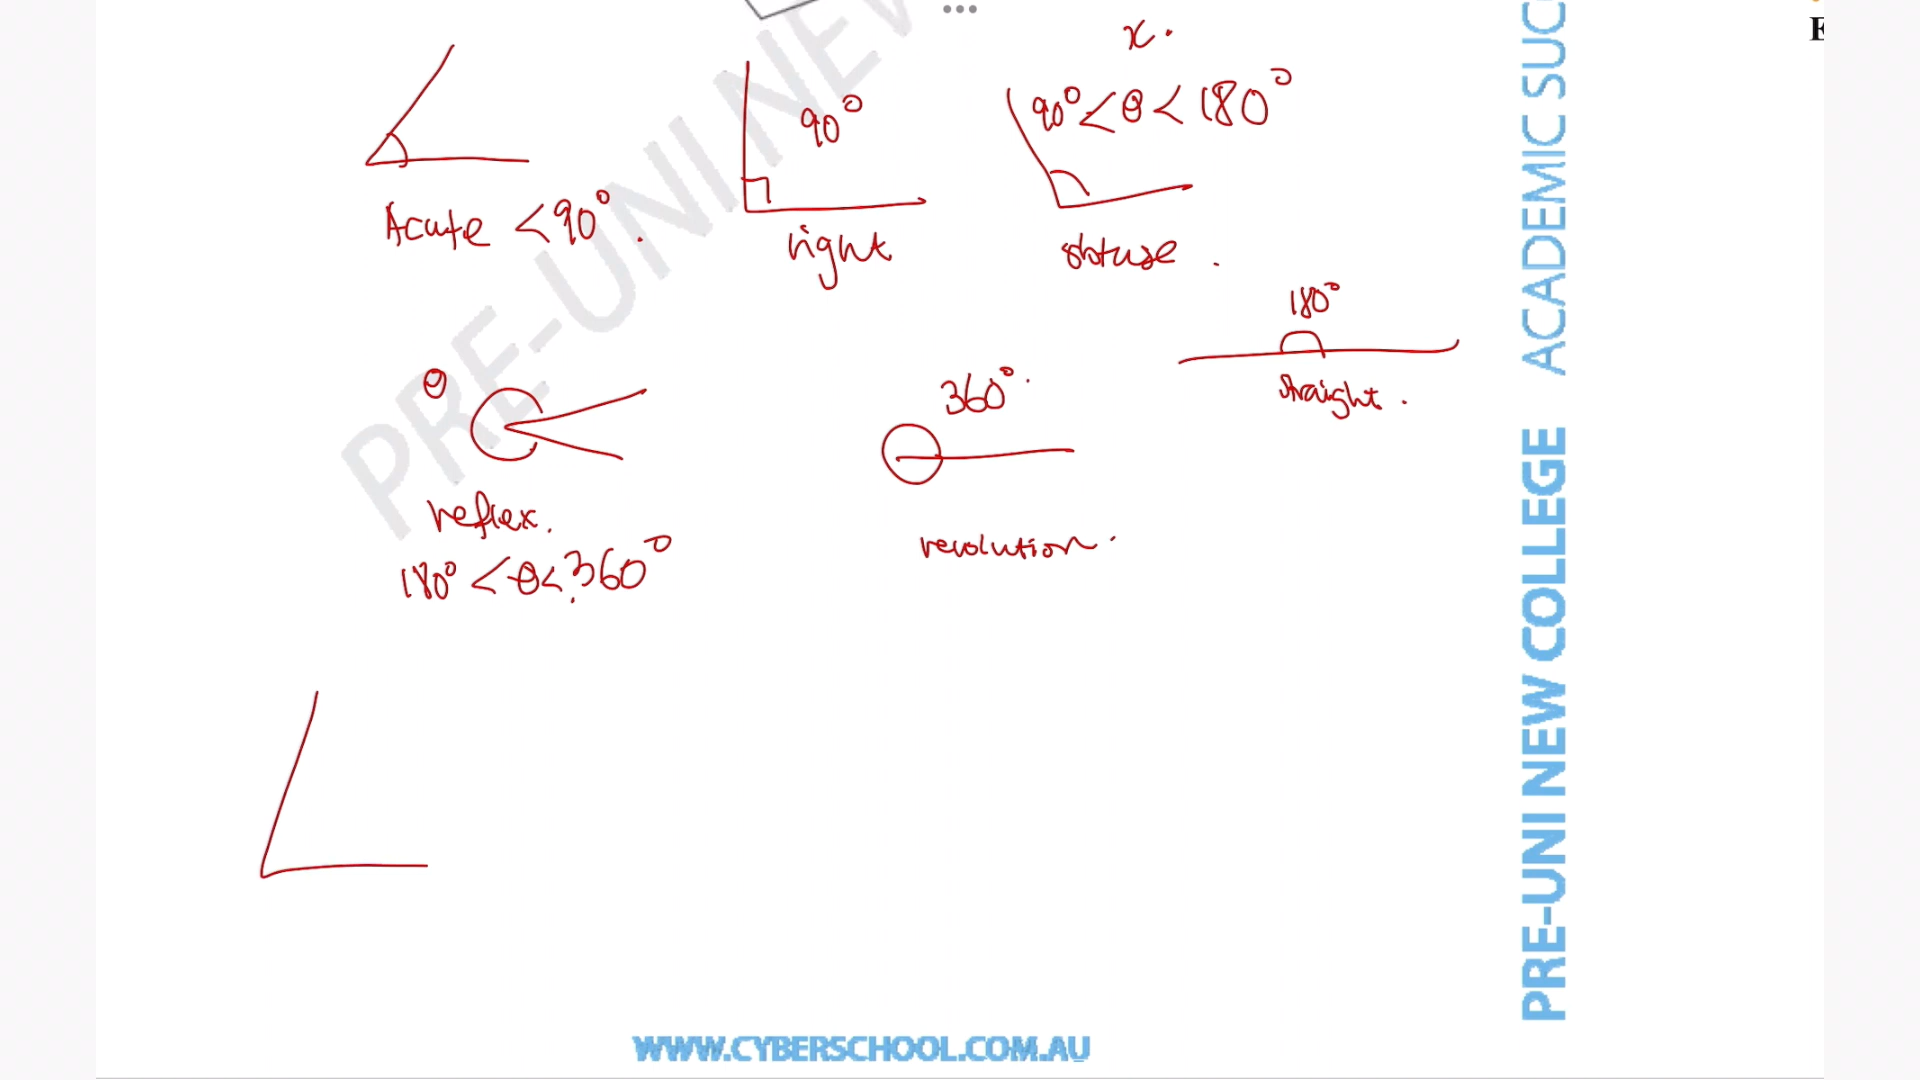 x.
90°
90° < θ < 180°
Acute < 90°.
right
obtuse.
180°
straight.
θ
360°.
reflex.
180° < θ < 360°
revolution.
PRE-UNI NEW
PRE-UNI NEW COLLEGE ACADEMIC SUC
E
WWW.CYBERSCHOOL.COM.AU